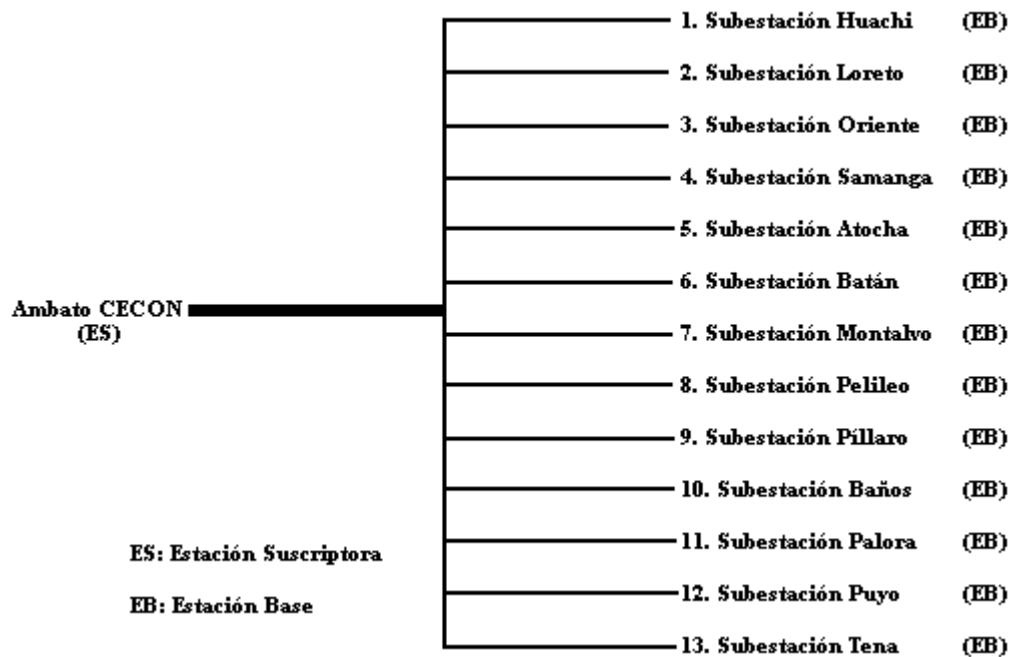 1. Subestación Huachi (EB)
2. Subestación Loreto (EB)
3. Subestación Oriente (EB)
4. Subestación Samanga (EB)
5. Subestación Atocha (EB)
6. Subestación Batán (EB)
Ambato CECON
(ES)
7. Subestación Montalvo (EB)
8. Subestación Pelileo (EB)
9. Subestación Píllaro (EB)
10. Subestación Baños (EB)
11. Subestación Palora (EB)
12. Subestación Puyo (EB)
13. Subestación Tena (EB)
ES: Estación Suscriptora
EB: Estación Base